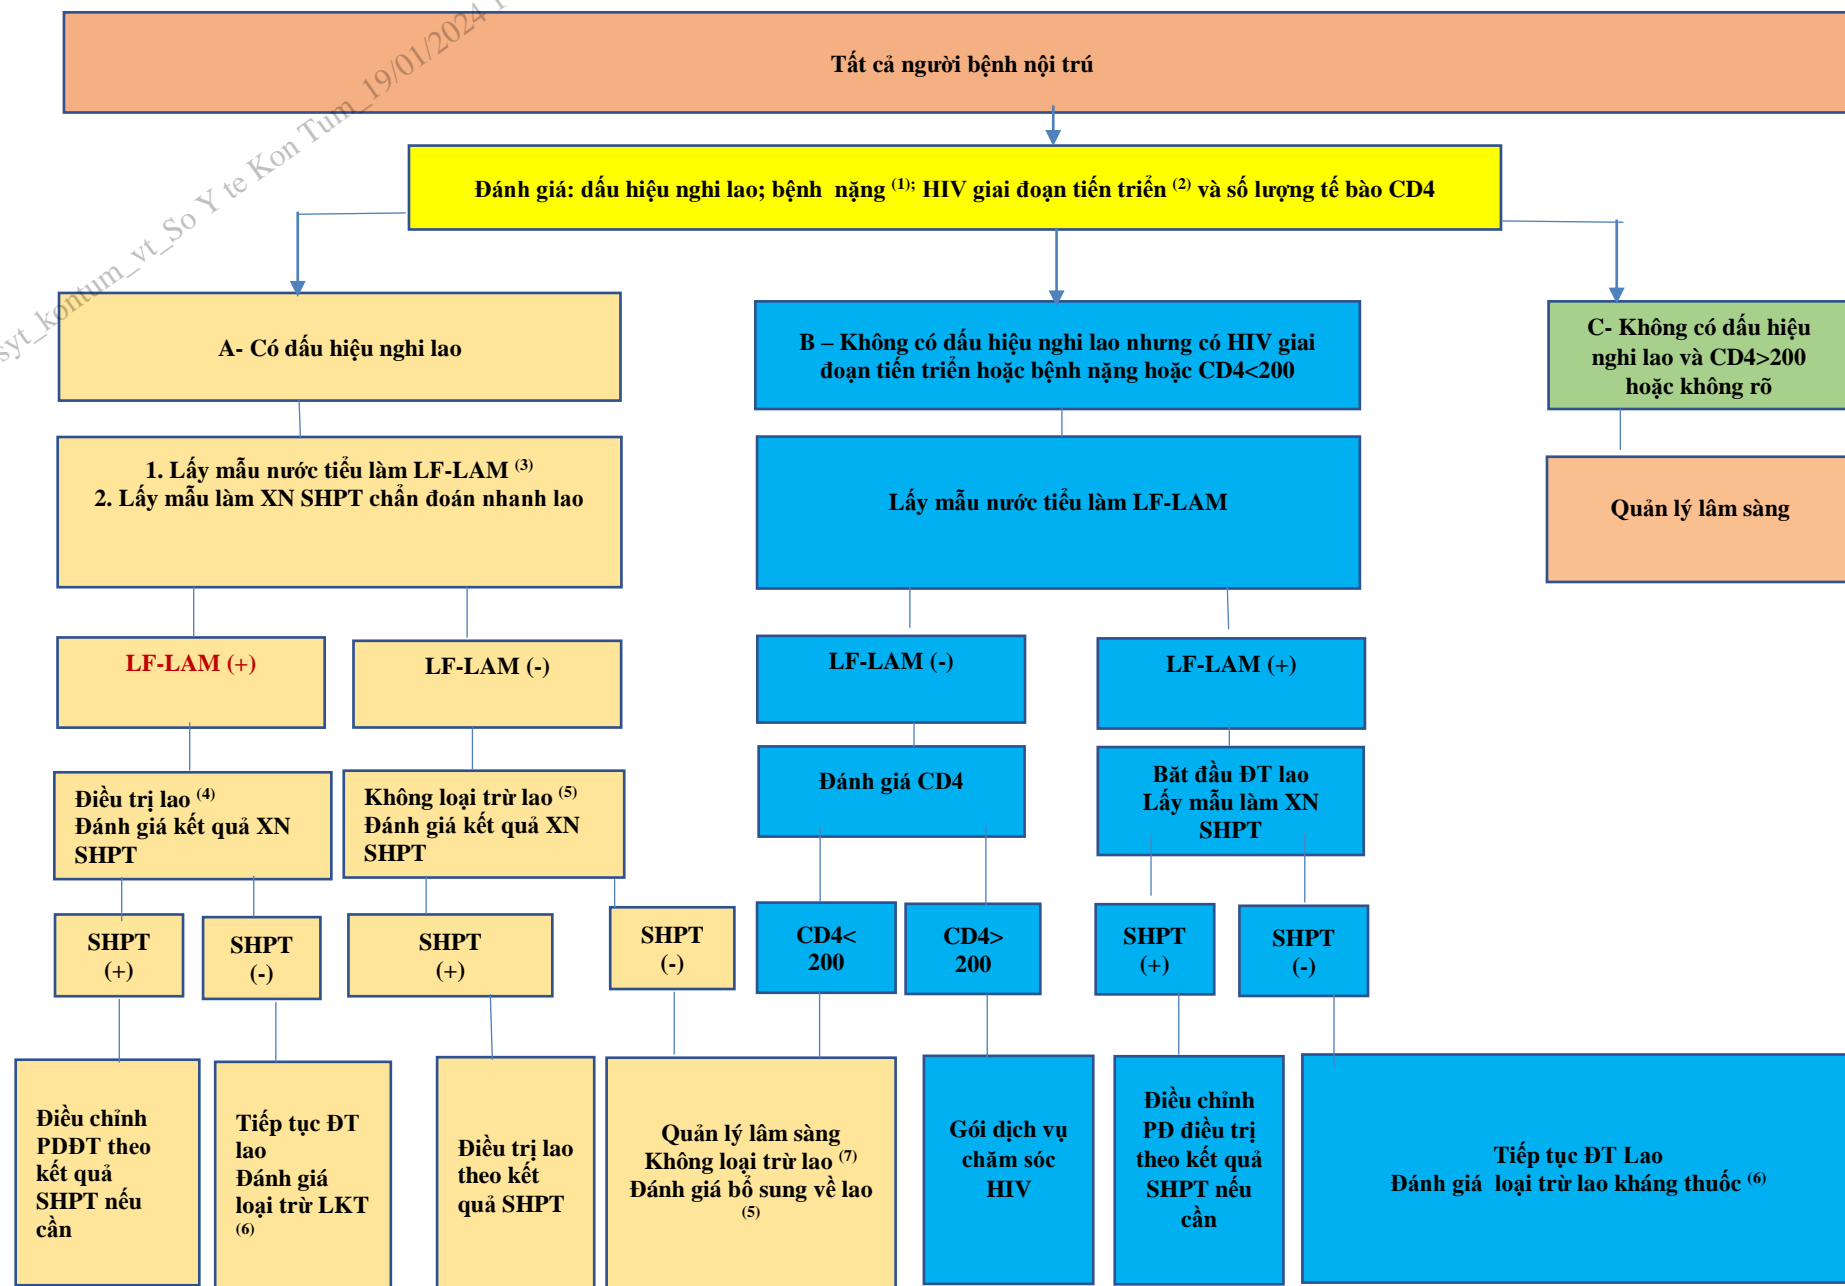 Tất cả người bệnh nội trú
syt_kontum_vt_So Y te Kon Tum_19/01/2024 1
Đánh giá: dấu hiệu nghi lao; bệnh nặng (1); HIV giai đoạn tiến triển (2) và số lượng tế bào CD4
A- Có dấu hiệu nghi lao
B – Không có dấu hiệu nghi lao nhưng có HIV giai
đoạn tiến triển hoặc bệnh nặng hoặc CD4<200
C- Không có dấu hiệu
nghi lao và CD4>200
hoặc không rõ
1. Lấy mẫu nước tiểu làm LF-LAM (3)
2. Lấy mẫu làm XN SHPT chẩn đoán nhanh lao
Lấy mẫu nước tiểu làm LF-LAM
Quản lý lâm sàng
LF-LAM (+)
LF-LAM (-)
LF-LAM (-)
LF-LAM (+)
Điều trị lao (4)
Đánh giá kết quả XN
SHPT
Không loại trừ lao (5)
Đánh giá kết quả XN
SHPT
Đánh giá CD4
Băt đầu ĐT lao
Lấy mẫu làm XN
SHPT
SHPT
(+)
SHPT
(-)
SHPT
(+)
SHPT
(-)
CD4<
200
CD4>
200
SHPT
(+)
SHPT
(-)
Điều chỉnh
PDĐT theo
kết quả
SHPT nếu
cần
Tiếp tục ĐT
lao
Đánh giá
loại trừ LKT
(6)
Điều trị lao
theo kết
quả SHPT
Quản lý lâm sàng
Không loại trừ lao (7)
Đánh giá bổ sung về lao
(5)
Gói dịch vụ
chăm sóc
HIV
Điều chỉnh
PĐ điều trị
theo kết quả
SHPT nếu
cần
Tiếp tục ĐT Lao
Đánh giá loại trừ lao kháng thuốc (6)